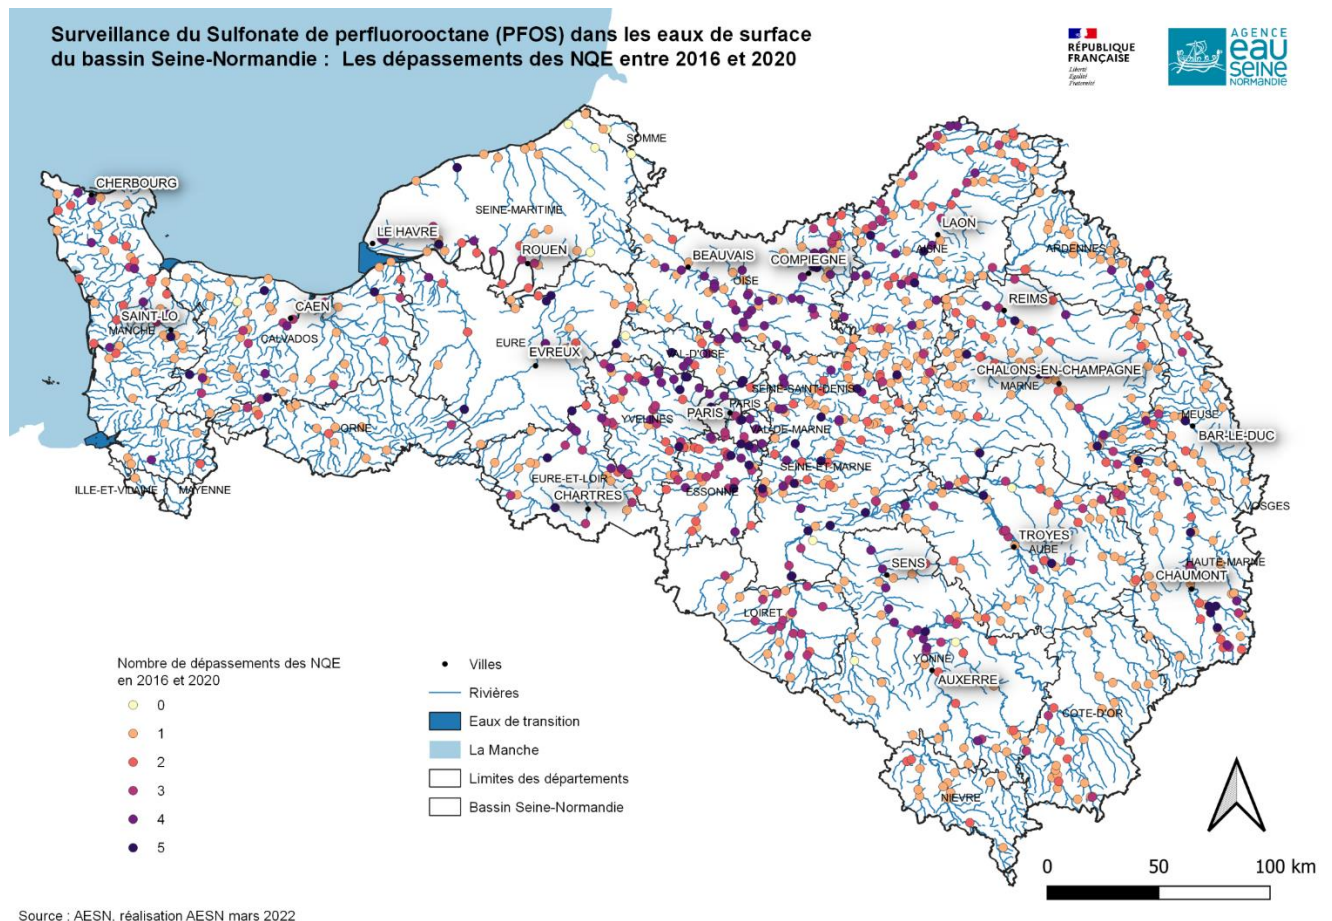 Surveillance du Sulfonate de perfluorooctane (PFOS) dans les eaux de surface
du bassin Seine-Normandie : Les dépassements des NQE entre 2016 et 2020
RÉPUBLIQUE
FRANÇAISE
Liberté
Égalité
Fraternité
AGENCE
eau
SEINE
NORMANDIE
SOMME
CHERBOURG
SEINE-MARITIME
LE HAVRE
ROUEN
BEAUVAIS
OISE
COMPIEGNE
LAON
AISNE
ARDENNES
REIMS
SAINT-LO
MANCHE
CAEN
CALVADOS
EURE
EVREUX
VAL-D'OISE
SEINE-SAINT-DENIS
CHALONS-EN-CHAMPAGNE
MARNE
PARIS
PARIS
YVELINES
VAL-DE-MARNE
MEUSE
BAR-LE-DUC
ORNE
SEINE-ET-MARNE
ILLE-ET-VILAINE
MAYENNE
EURE-ET-LOIR
CHARTRES
ESSONNE
VOSGES
TROYES
AUBE
SENS
HAUTE-MARNE
CHAUMONT
LOIRET
YONNE
AUXERRE
COTE-D'OR
NIEVRE
Nombre de dépassements des NQE
en 2016 et 2020
0
1
2
3
4
5
Villes
Rivières
Eaux de transition
La Manche
Limites des départements
Bassin Seine-Normandie
0 50 100 km
Source : AESN, réalisation AESN mars 2022